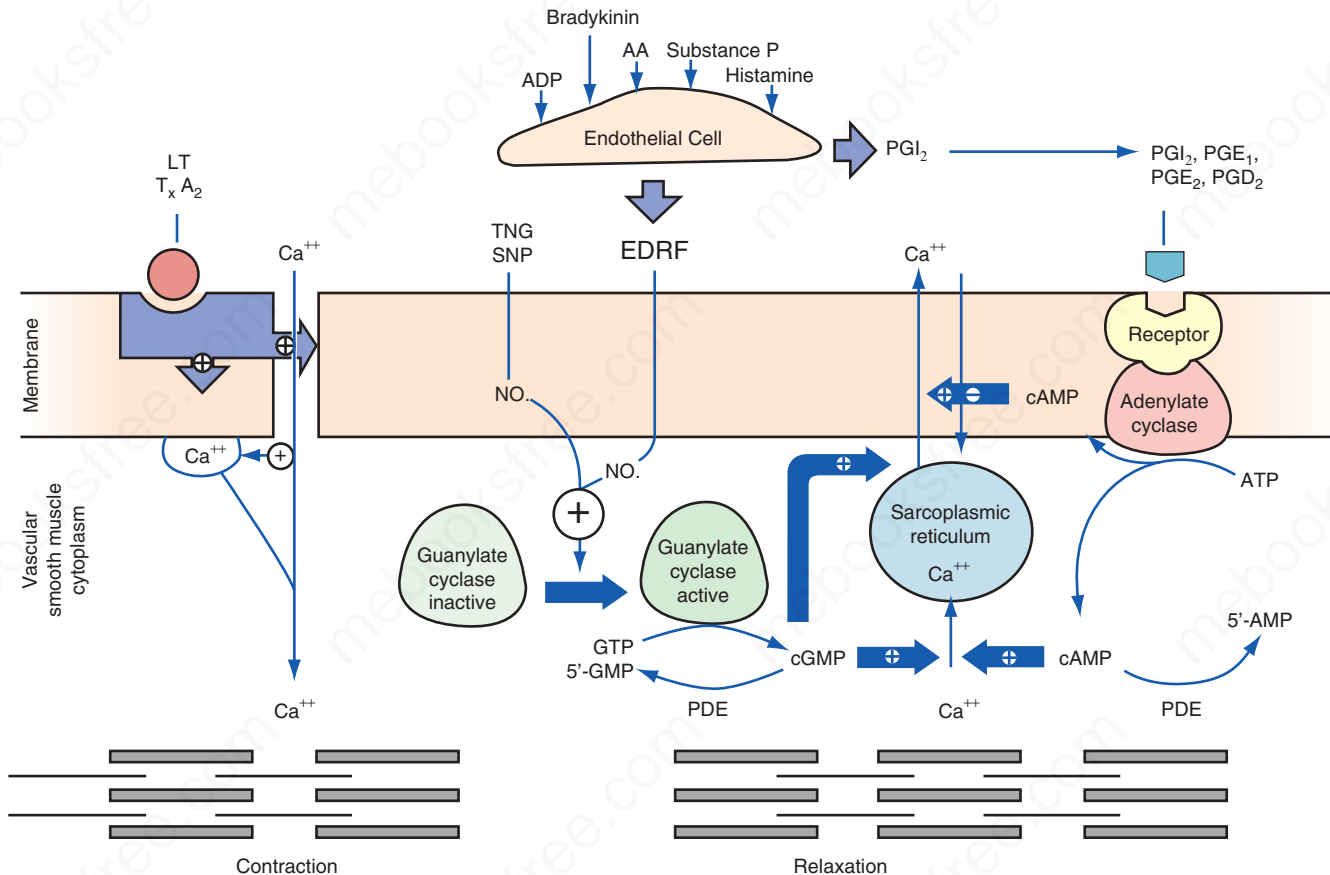 Bradykinin
AA
Substance P
ADP
Histamine
Endothelial Cell
PGI₂
PGI₂, PGE₁,
PGE₂, PGD₂
LT
Tₓ A₂
Ca⁺⁺
TNG
SNP
EDRF
Ca⁺⁺
Membrane
Receptor
NO.
cAMP
Adenylate
cyclase
Ca⁺⁺
NO.
ATP
Vascular
smooth muscle
cytoplasm
Guanylate
cyclase
inactive
Guanylate
cyclase
active
Sarcoplasmic
reticulum
Ca⁺⁺
GTP
5'-GMP
cGMP
cAMP
5'-AMP
Ca⁺⁺
PDE
Ca⁺⁺
PDE
Contraction
Relaxation
mebooksfree.com